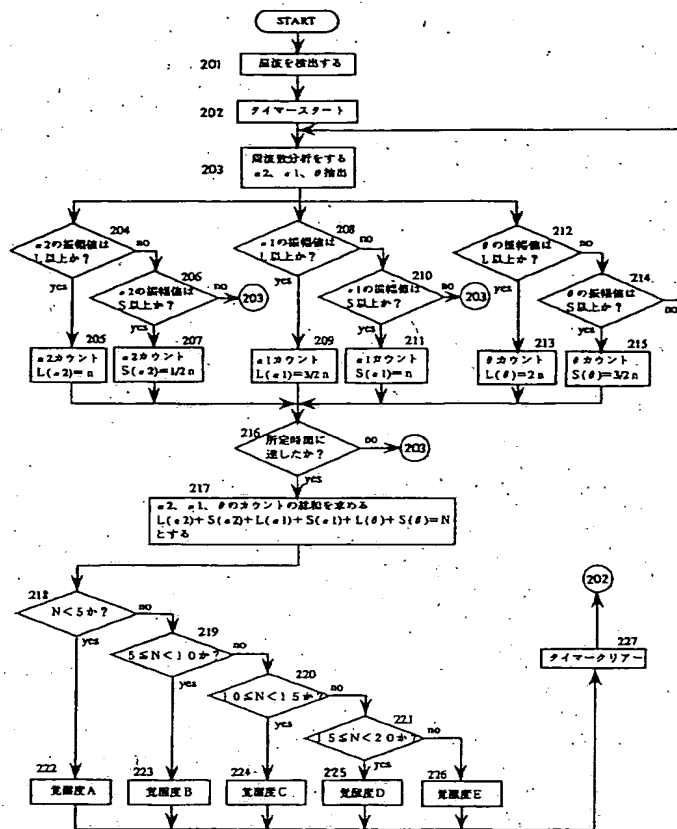 START
201
脳波を検出する
202
タイマースタート
203
周波数分析をする
α2、α1、θ抽出
204
α2の振幅値は
L以上か?
no
yes
206
α2の振幅値は
S以上か?
no
203
yes
205
α2カウント
L(α2)=n
207
α2カウント
S(α2)=1/2n
208
α1の振幅値は
L以上か?
no
yes
210
α1の振幅値は
S以上か?
no
203
yes
209
α1カウント
L(α1)=3/2n
211
α1カウント
S(α1)=n
212
θの振幅値は
L以上か?
no
yes
214
θの振幅値は
S以上か?
no
yes
213
θカウント
L(θ)=2n
215
θカウント
S(θ)=3/2n
216
所定時間に
達したか?
no
203
yes
217
α2、α1、θのカウントの総和を求める
L(α2)+S(α2)+L(α1)+S(α1)+L(θ)+S(θ)=N
とする
218
N<5か?
no
yes
219
5≦N<10か?
no
yes
220
10≦N<15か?
no
yes
221
15≦N<20か?
no
yes
222
覚醒度A
223
覚醒度B
224
覚醒度C
225
覚醒度D
226
覚醒度E
202
227
タイマークリアー